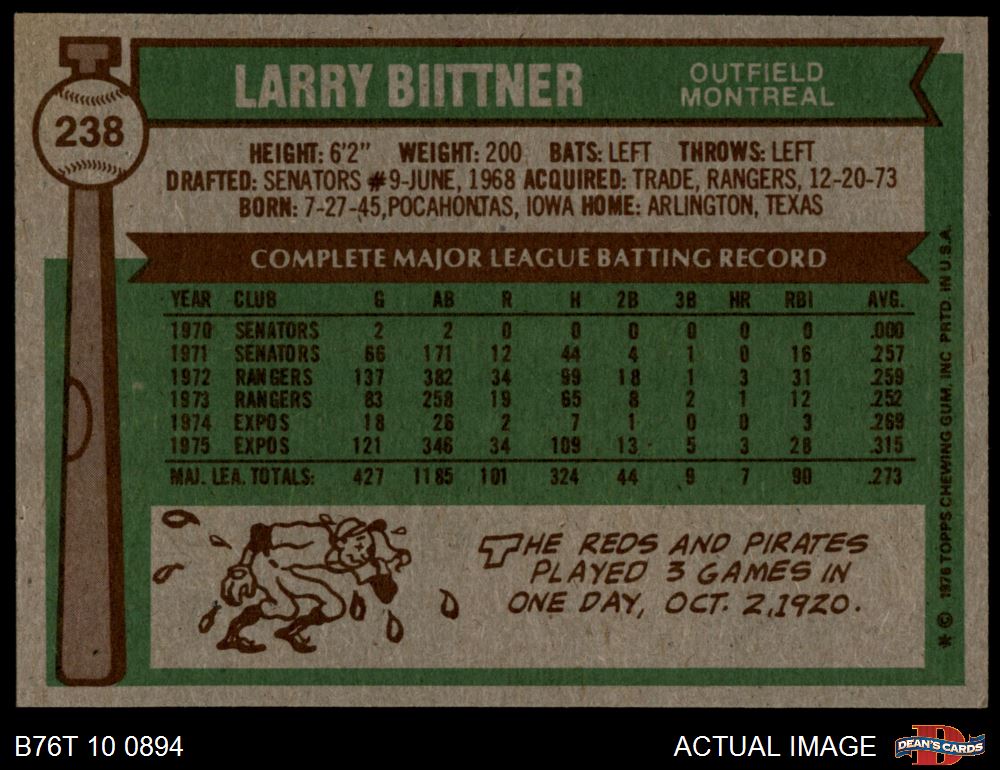 238
LARRY BIITTNER
OUTFIELD
MONTREAL
HEIGHT: 6'2" WEIGHT: 200 BATS: LEFT THROWS: LEFT
DRAFTED: SENATORS #9-JUNE, 1968 ACQUIRED: TRADE, RANGERS, 12-20-73
BORN: 7-27-45, POCAHONTAS, IOWA HOME: ARLINGTON, TEXAS
COMPLETE MAJOR LEAGUE BATTING RECORD
YEAR CLUB G AB R H 2B 3B HR RBI AVG.
1970 SENATORS 2 2 0 0 0 0 0 0 .000
1971 SENATORS 66 171 12 44 4 1 0 16 .257
1972 RANGERS 137 382 34 99 18 1 3 31 .259
1973 RANGERS 83 258 19 65 8 2 1 12 .252
1974 EXPOS 18 26 2 7 1 0 0 3 .269
1975 EXPOS 121 346 34 109 13 5 3 28 .315
MAJ. LEA. TOTALS: 427 1185 101 324 44 9 7 90 .273
THE REDS AND PIRATES
PLAYED 3 GAMES IN
ONE DAY, OCT. 2, 1920.
* © 1976 TOPPS CHEWING GUM, INC. PRTD. IN U.S.A.
B76T 10 0894
ACTUAL IMAGE
D
DEAN'S CARDS